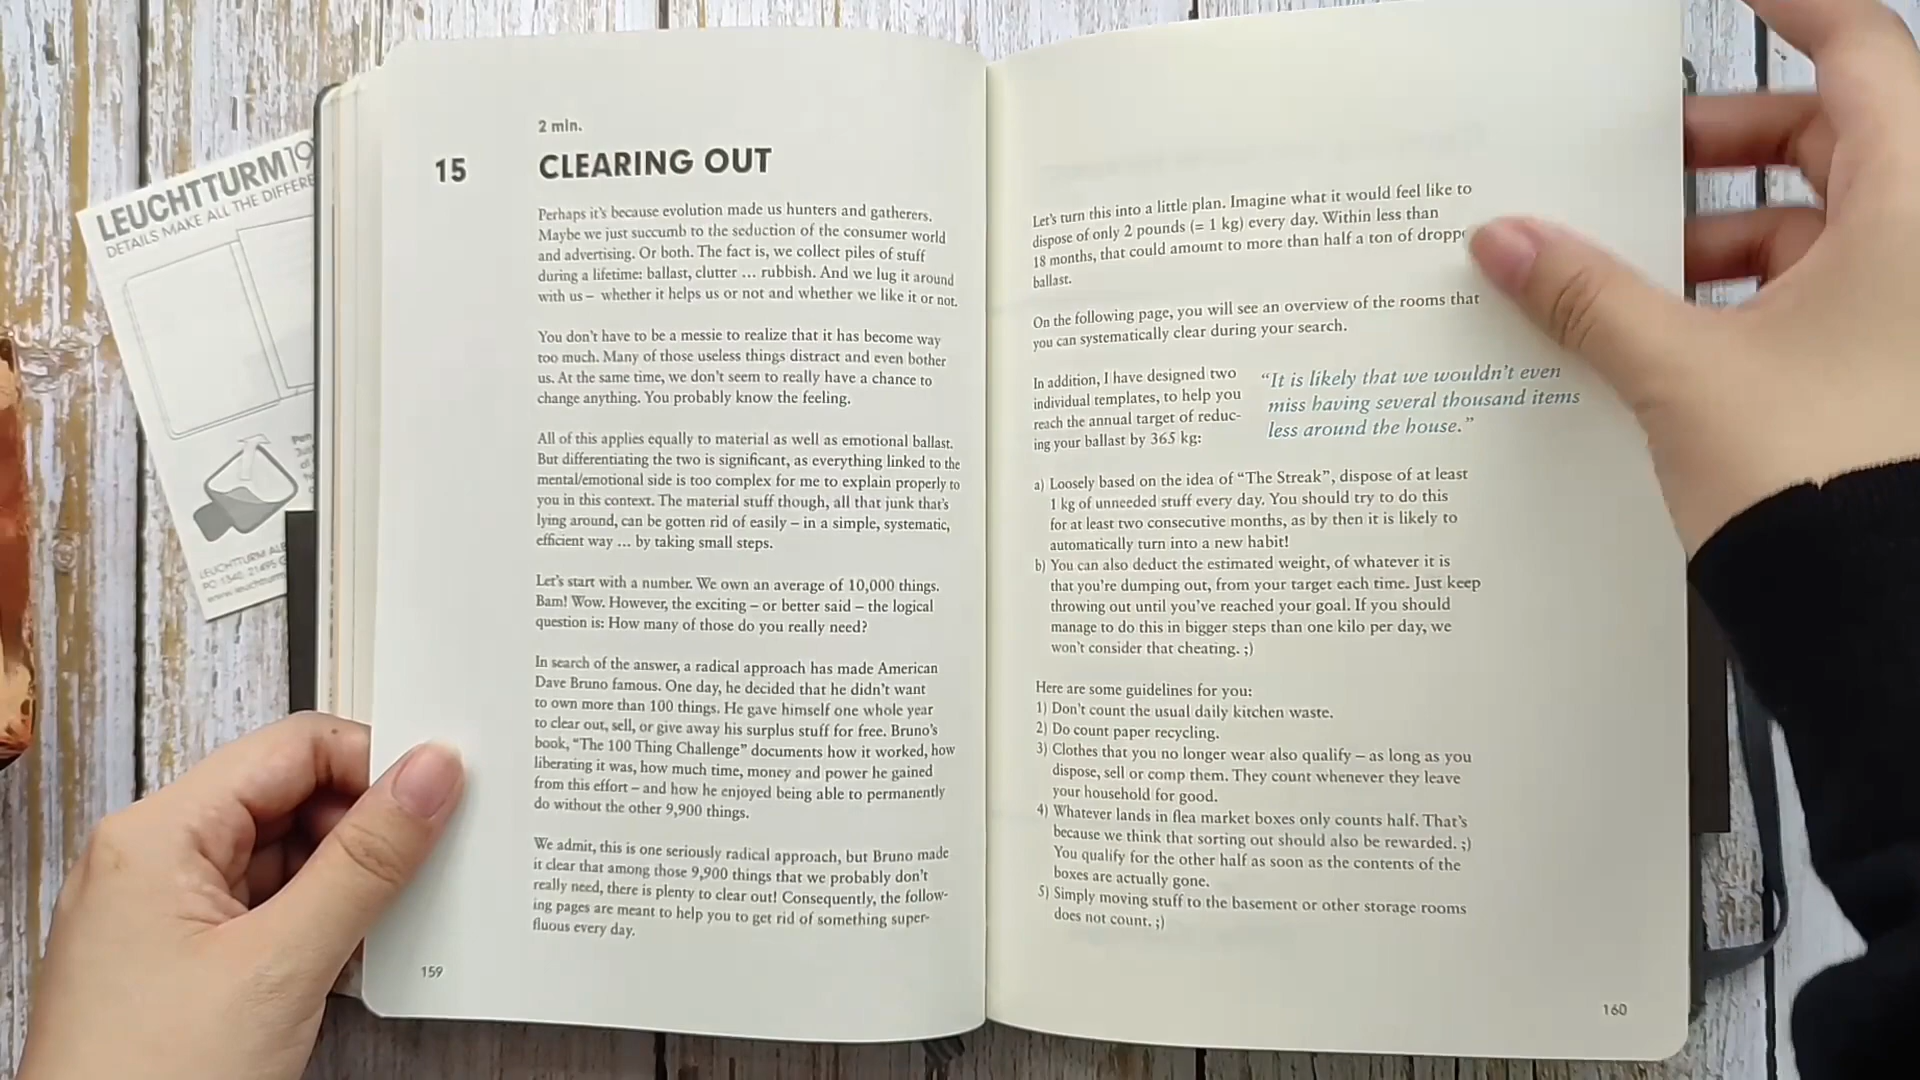 LEUCHTTURM19
DETAILS MAKE ALL THE DIFFERE
Pen
LEUCHTTURM ALB
2 min.
15
CLEARING OUT
Perhaps it's because evolution made us hunters and gatherers.
Maybe we just succumb to the seduction of the consumer world
and advertising. Or both. The fact is, we collect piles of stuff
during a lifetime: ballast, clutter ... rubbish. And we lug it around
with us – whether it helps us or not and whether we like it or not.
You don't have to be a messie to realize that it has become way
too much. Many of those useless things distract and even bother
us. At the same time, we don't seem to really have a chance to
change anything. You probably know the feeling.
All of this applies equally to material as well as emotional ballast.
But differentiating the two is significant, as everything linked to the
mental/emotional side is too complex for me to explain properly to
you in this context. The material stuff though, all that junk that's
lying around, can be gotten rid of easily – in a simple, systematic,
efficient way ... by taking small steps.
Let's start with a number. We own an average of 10,000 things.
Bam! Wow. However, the exciting – or better said – the logical
question is: How many of those do you really need?
In search of the answer, a radical approach has made American
Dave Bruno famous. One day, he decided that he didn't want
to own more than 100 things. He gave himself one whole year
to clear out, sell, or give away his surplus stuff for free. Bruno's
book, “The 100 Thing Challenge” documents how it worked, how
liberating it was, how much time, money and power he gained
from this effort – and how he enjoyed being able to permanently
do without the other 9,900 things.
We admit, this is one seriously radical approach, but Bruno made
it clear that among those 9,900 things that we probably don't
really need, there is plenty to clear out! Consequently, the follow-
ing pages are meant to help you to get rid of something super-
fluous every day.
159
Let's turn this into a little plan. Imagine what it would feel like to
dispose of only 2 pounds (= 1 kg) every day. Within less than
18 months, that could amount to more than half a ton of droppe
ballast.
On the following page, you will see an overview of the rooms that
you can systematically clear during your search.
In addition, I have designed two
individual templates, to help you
reach the annual target of reduc-
ing your ballast by 365 kg:
“It is likely that we wouldn't even
miss having several thousand items
less around the house.”
a) Loosely based on the idea of “The Streak”, dispose of at least
1 kg of unneeded stuff every day. You should try to do this
for at least two consecutive months, as by then it is likely to
automatically turn into a new habit!
b) You can also deduct the estimated weight, of whatever it is
that you're dumping out, from your target each time. Just keep
throwing out until you've reached your goal. If you should
manage to do this in bigger steps than one kilo per day, we
won't consider that cheating. ;)
Here are some guidelines for you:
1) Don't count the usual daily kitchen waste.
2) Do count paper recycling.
3) Clothes that you no longer wear also qualify – as long as you
dispose, sell or comp them. They count whenever they leave
your household for good.
4) Whatever lands in flea market boxes only counts half. That's
because we think that sorting out should also be rewarded. ;)
You qualify for the other half as soon as the contents of the
boxes are actually gone.
5) Simply moving stuff to the basement or other storage rooms
does not count. ;)
160